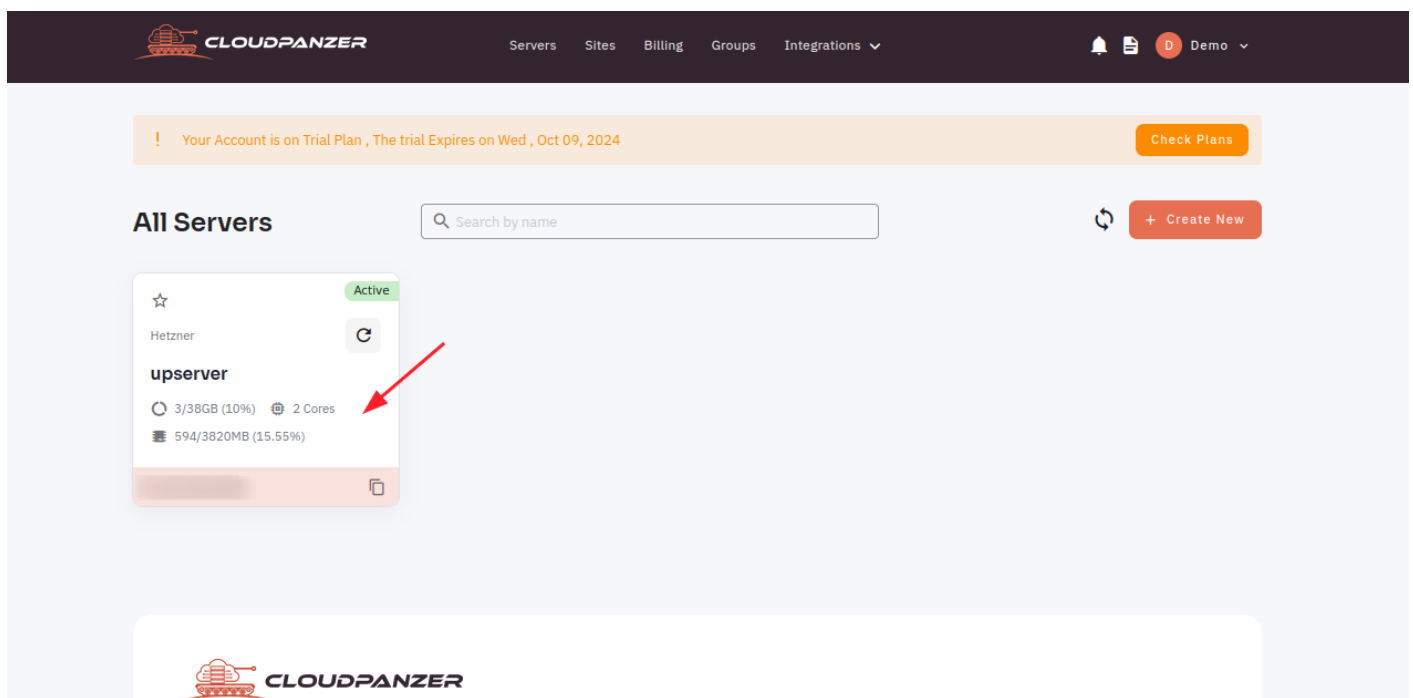 CLOUDPANZER
Servers Sites Billing Groups Integrations
D Demo
! Your Account is on Trial Plan , The trial Expires on Wed , Oct 09, 2024
Check Plans
All Servers
Search by name
+ Create New
Active
Hetzner
upserver
3/38GB (10%) 2 Cores
594/3820MB (15.55%)
CLOUDPANZER